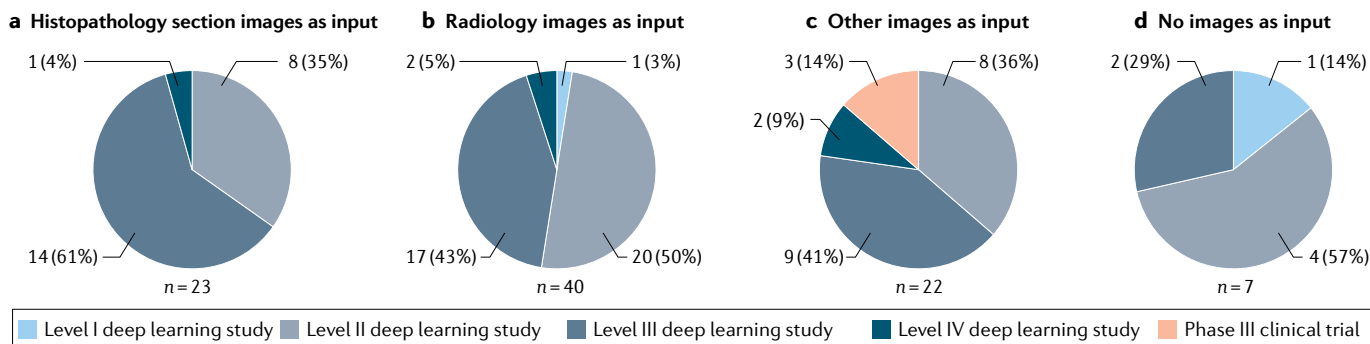 a Histopathology section images as input
1 (4%)
8 (35%)
14 (61%)
n = 23
b Radiology images as input
2 (5%)
1 (3%)
17 (43%)
20 (50%)
n = 40
c Other images as input
3 (14%)
8 (36%)
2 (9%)
9 (41%)
n = 22
d No images as input
2 (29%)
1 (14%)
4 (57%)
n = 7
Level I deep learning study
Level II deep learning study
Level III deep learning study
Level IV deep learning study
Phase III clinical trial